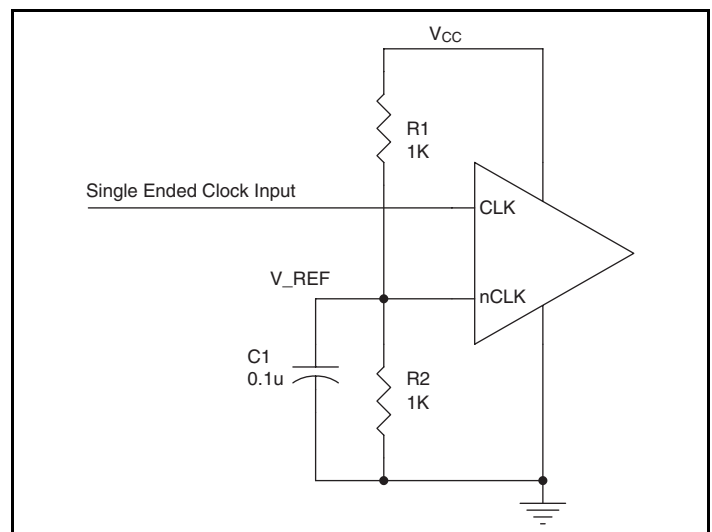 VCC
R1
1K
Single Ended Clock Input
CLK
V_REF
nCLK
C1
0.1u
R2
1K